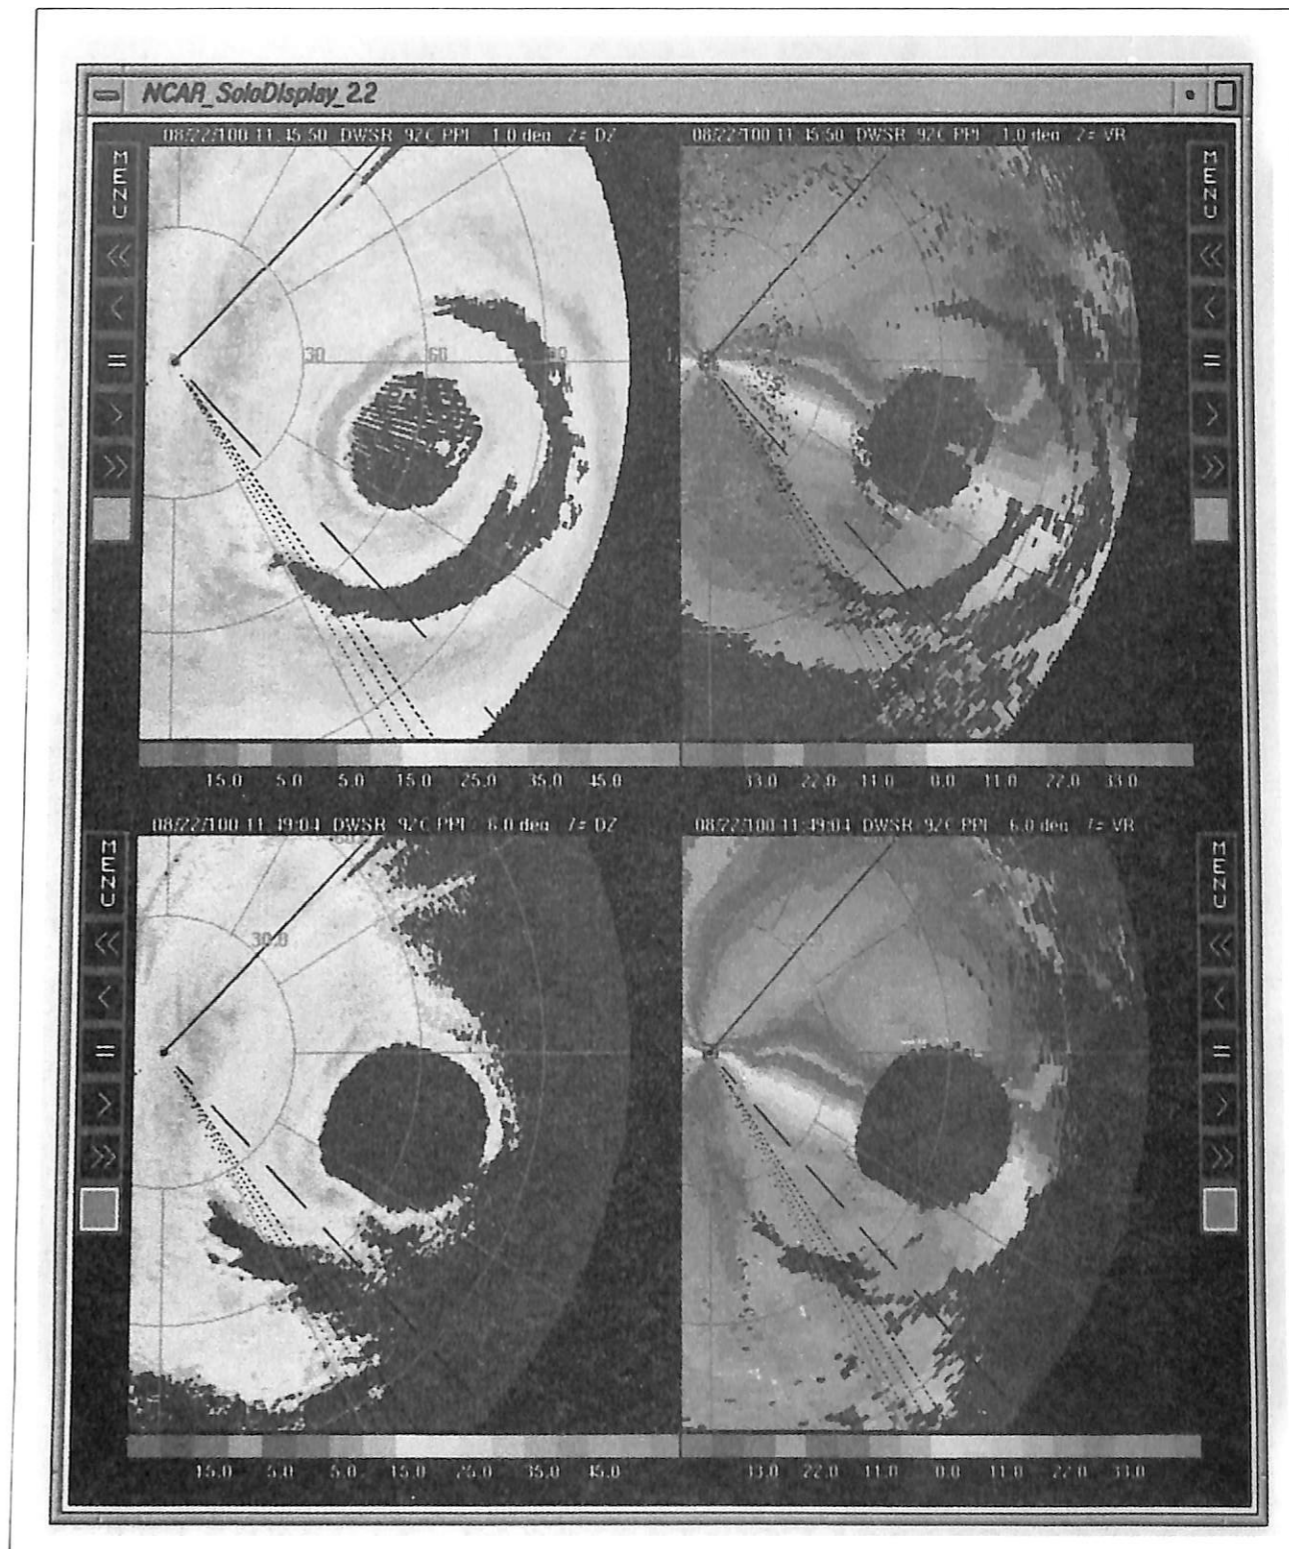 NCAR_SoloDisplay_2.2
08/22/100 11:45:50 DWSR 92C PPI 1.0 deg 7= DZ
08/22/100 11:45:50 DWSR 92C PPI 1.0 deg 7= VR
MENU
MENU
<<
<<
<
<
=
=
>
>
>>
>>
30
60
15.0 5.0 5.0 15.0 25.0 35.0 45.0
33.0 22.0 11.0 0.0 11.0 22.0 33.0
08/22/100 11:49:04 DWSR 92C PPI 6.0 deg 7= DZ
08/22/100 11:49:04 DWSR 92C PPI 6.0 deg 7= VR
MENU
MENU
<<
<<
<
<
30.0
=
=
>
>
>>
>>
15.0 5.0 5.0 15.0 25.0 35.0 45.0
33.0 22.0 11.0 0.0 11.0 22.0 33.0